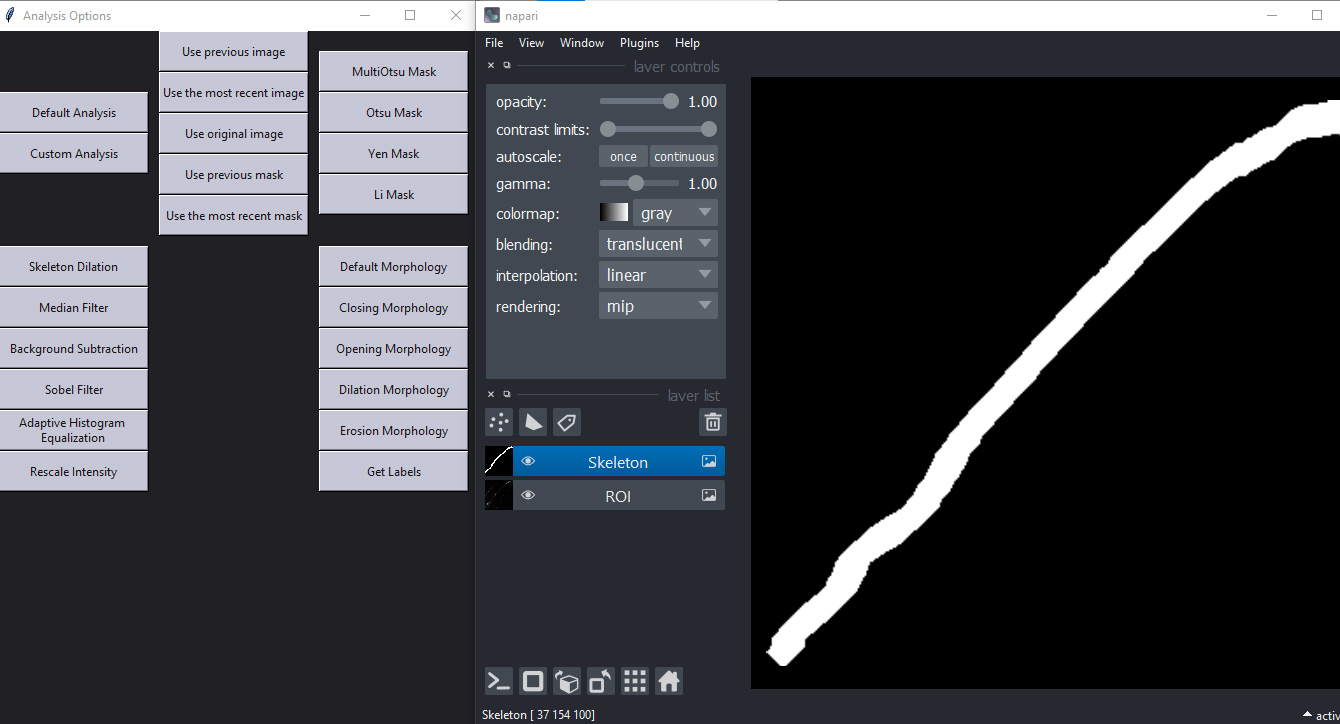 Analysis Options
Use previous image
Use the most recent image
Use original image
Use previous mask
Use the most recent mask
MultiOtsu Mask
Otsu Mask
Yen Mask
Li Mask
Default Analysis
Custom Analysis
Skeleton Dilation
Median Filter
Background Subtraction
Sobel Filter
Adaptive Histogram
Equalization
Rescale Intensity
Default Morphology
Closing Morphology
Opening Morphology
Dilation Morphology
Erosion Morphology
Get Labels
napari
File View Window Plugins Help
layer controls
opacity: 1.00
contrast limits:
autoscale: once continuous
gamma: 1.00
colormap: gray
blending: translucent
interpolation: linear
rendering: mip
layer list
Skeleton
ROI
Skeleton [ 37 154 100]
activ